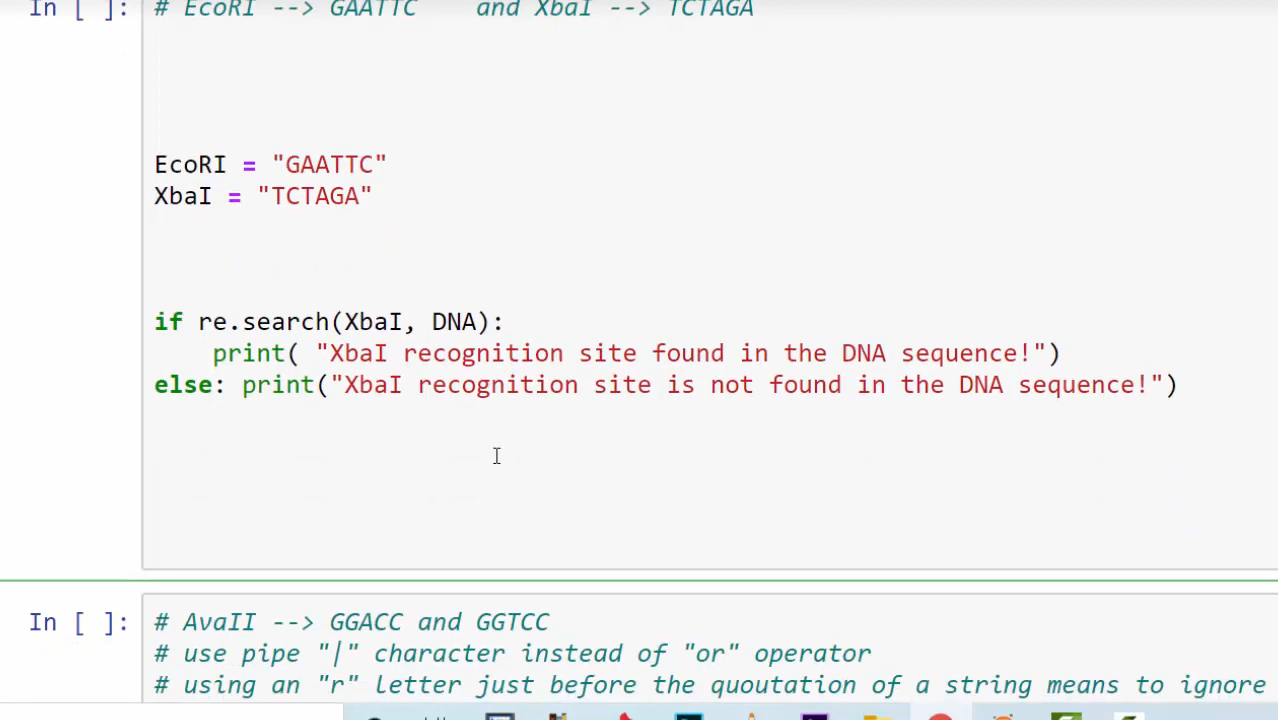 In [ ]: # EcoRI --> GAATTC    and XbaI --> TCTAGA
EcoRI = "GAATTC"
XbaI = "TCTAGA"
if re.search(XbaI, DNA):
    print( "XbaI recognition site found in the DNA sequence!")
else: print("XbaI recognition site is not found in the DNA sequence!")
In [ ]: # AvaII --> GGACC and GGTCC
# use pipe "|" character instead of "or" operator
# using an "r" letter just before the quoutation of a string means to ignore